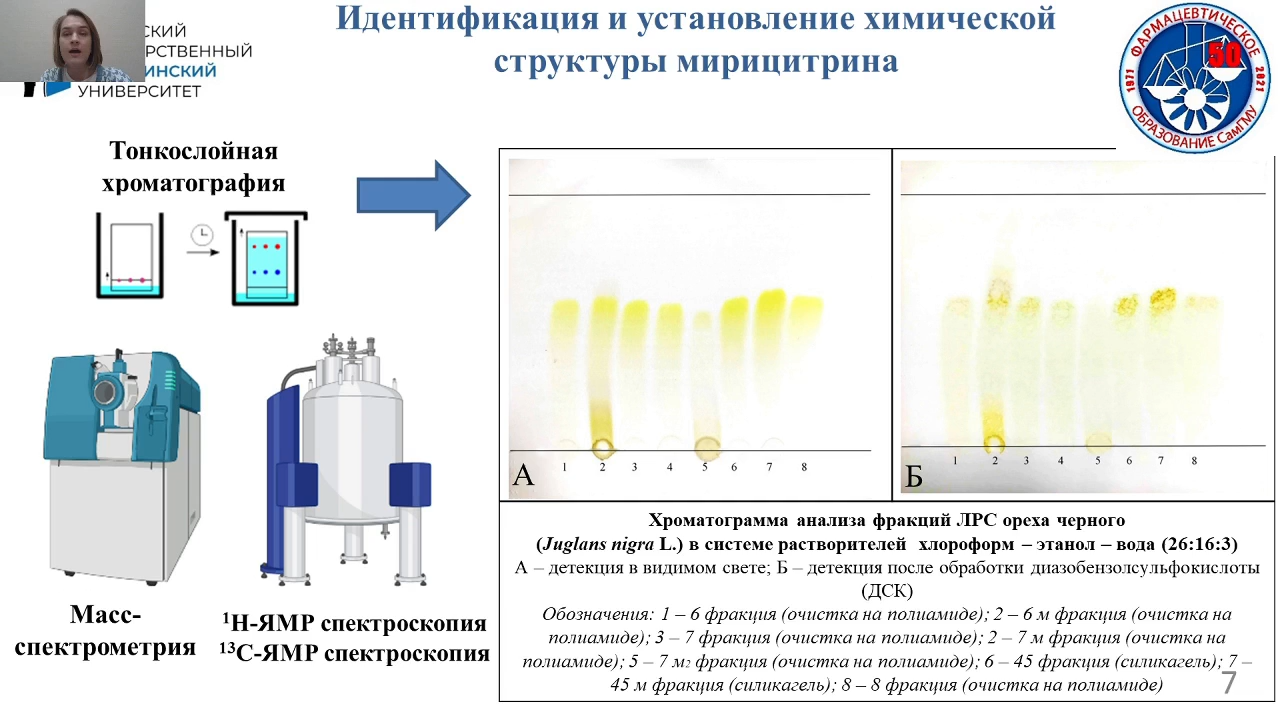 Идентификация и установление химической
структуры мирицитрина
СКИЙ
РСТВЕННЫЙ
ИНСКИЙ
УНИВЕРСИТЕТ
ФАРМАЦЕВТИЧЕСКОЕ
50
1971
2021
ОБРАЗОВАНИЕ СамГМУ
Тонкослойная
хроматография
Масс-
спектрометрия
¹H-ЯМР спектроскопия
¹³C-ЯМР спектроскопия
А
1 2 3 4 5 6 7 8
Б
1 2 3 4 5 6 7 8
Хроматограмма анализа фракций ЛРС ореха черного
(Juglans nigra L.) в системе растворителей хлороформ – этанол – вода (26:16:3)
А – детекция в видимом свете; Б – детекция после обработки диазобензолсульфокислоты
(ДСК)
Обозначения: 1 – 6 фракция (очистка на полиамиде); 2 – 6 м фракция (очистка на
полиамиде); 3 – 7 фракция (очистка на полиамиде); 2 – 7 м фракция (очистка на
полиамиде); 5 – 7 м₂ фракция (очистка на полиамиде); 6 – 45 фракция (силикагель); 7 –
45 м фракция (силикагель); 8 – 8 фракция (очистка на полиамиде)
7